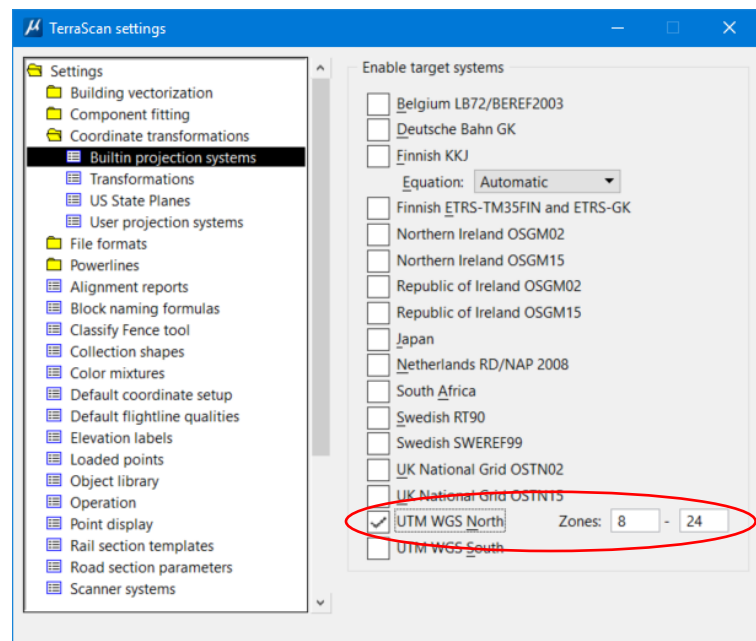 TerraScan settings
Settings
Building vectorization
Component fitting
Coordinate transformations
Builtin projection systems
Transformations
US State Planes
User projection systems
File formats
Powerlines
Alignment reports
Block naming formulas
Classify Fence tool
Collection shapes
Color mixtures
Default coordinate setup
Default flightline qualities
Elevation labels
Loaded points
Object library
Operation
Point display
Rail section templates
Road section parameters
Scanner systems
Enable target systems
Belgium LB72/BEREF2003
Deutsche Bahn GK
Finnish KKJ
Equation: Automatic
Finnish ETRS-TM35FIN and ETRS-GK
Northern Ireland OSGM02
Northern Ireland OSGM15
Republic of Ireland OSGM02
Republic of Ireland OSGM15
Japan
Netherlands RD/NAP 2008
South Africa
Swedish RT90
Swedish SWEREF99
UK National Grid OSTN02
UK National Grid OSTN15
UTM WGS North Zones: 8 - 24
UTM WGS South